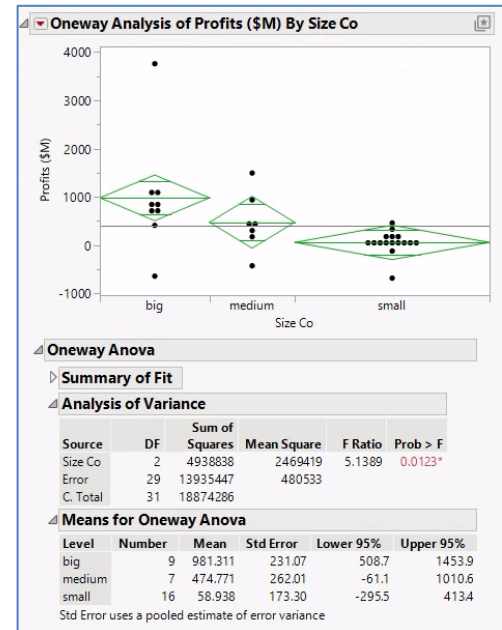 Oneway Analysis of Profits ($M) By Size Co
4000
3000
2000
1000
0
-1000
Profits ($M)
big medium small
Size Co
Oneway Anova
Summary of Fit
Analysis of Variance
Sum of
Source DF Squares Mean Square F Ratio Prob > F
Size Co 2 4938838 2469419 5.1389 0.0123*
Error 29 13935447 480533
C. Total 31 18874286
Means for Oneway Anova
Level Number Mean Std Error Lower 95% Upper 95%
big 9 981.311 231.07 508.7 1453.9
medium 7 474.771 262.01 -61.1 1010.6
small 16 58.938 173.30 -295.5 413.4
Std Error uses a pooled estimate of error variance